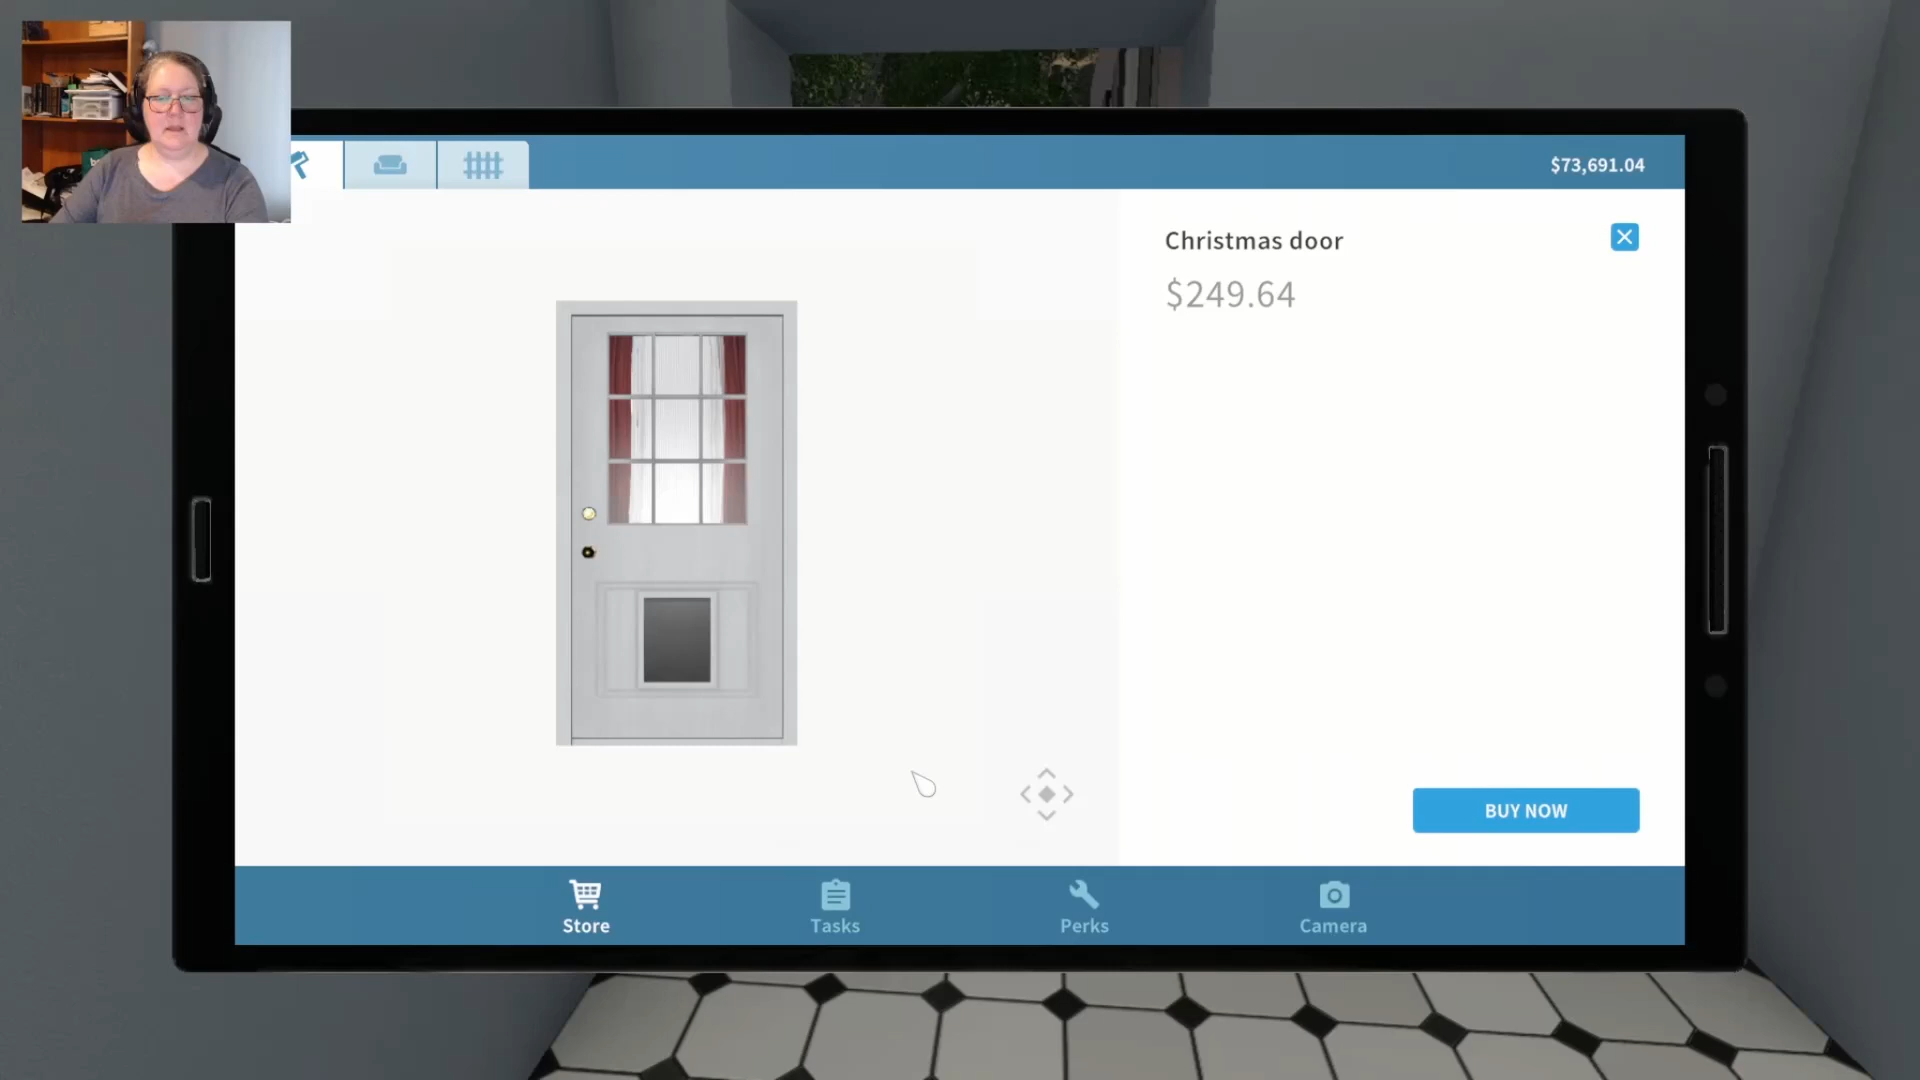 $73,691.04
Christmas door
$249.64
BUY NOW
Store
Tasks
Perks
Camera